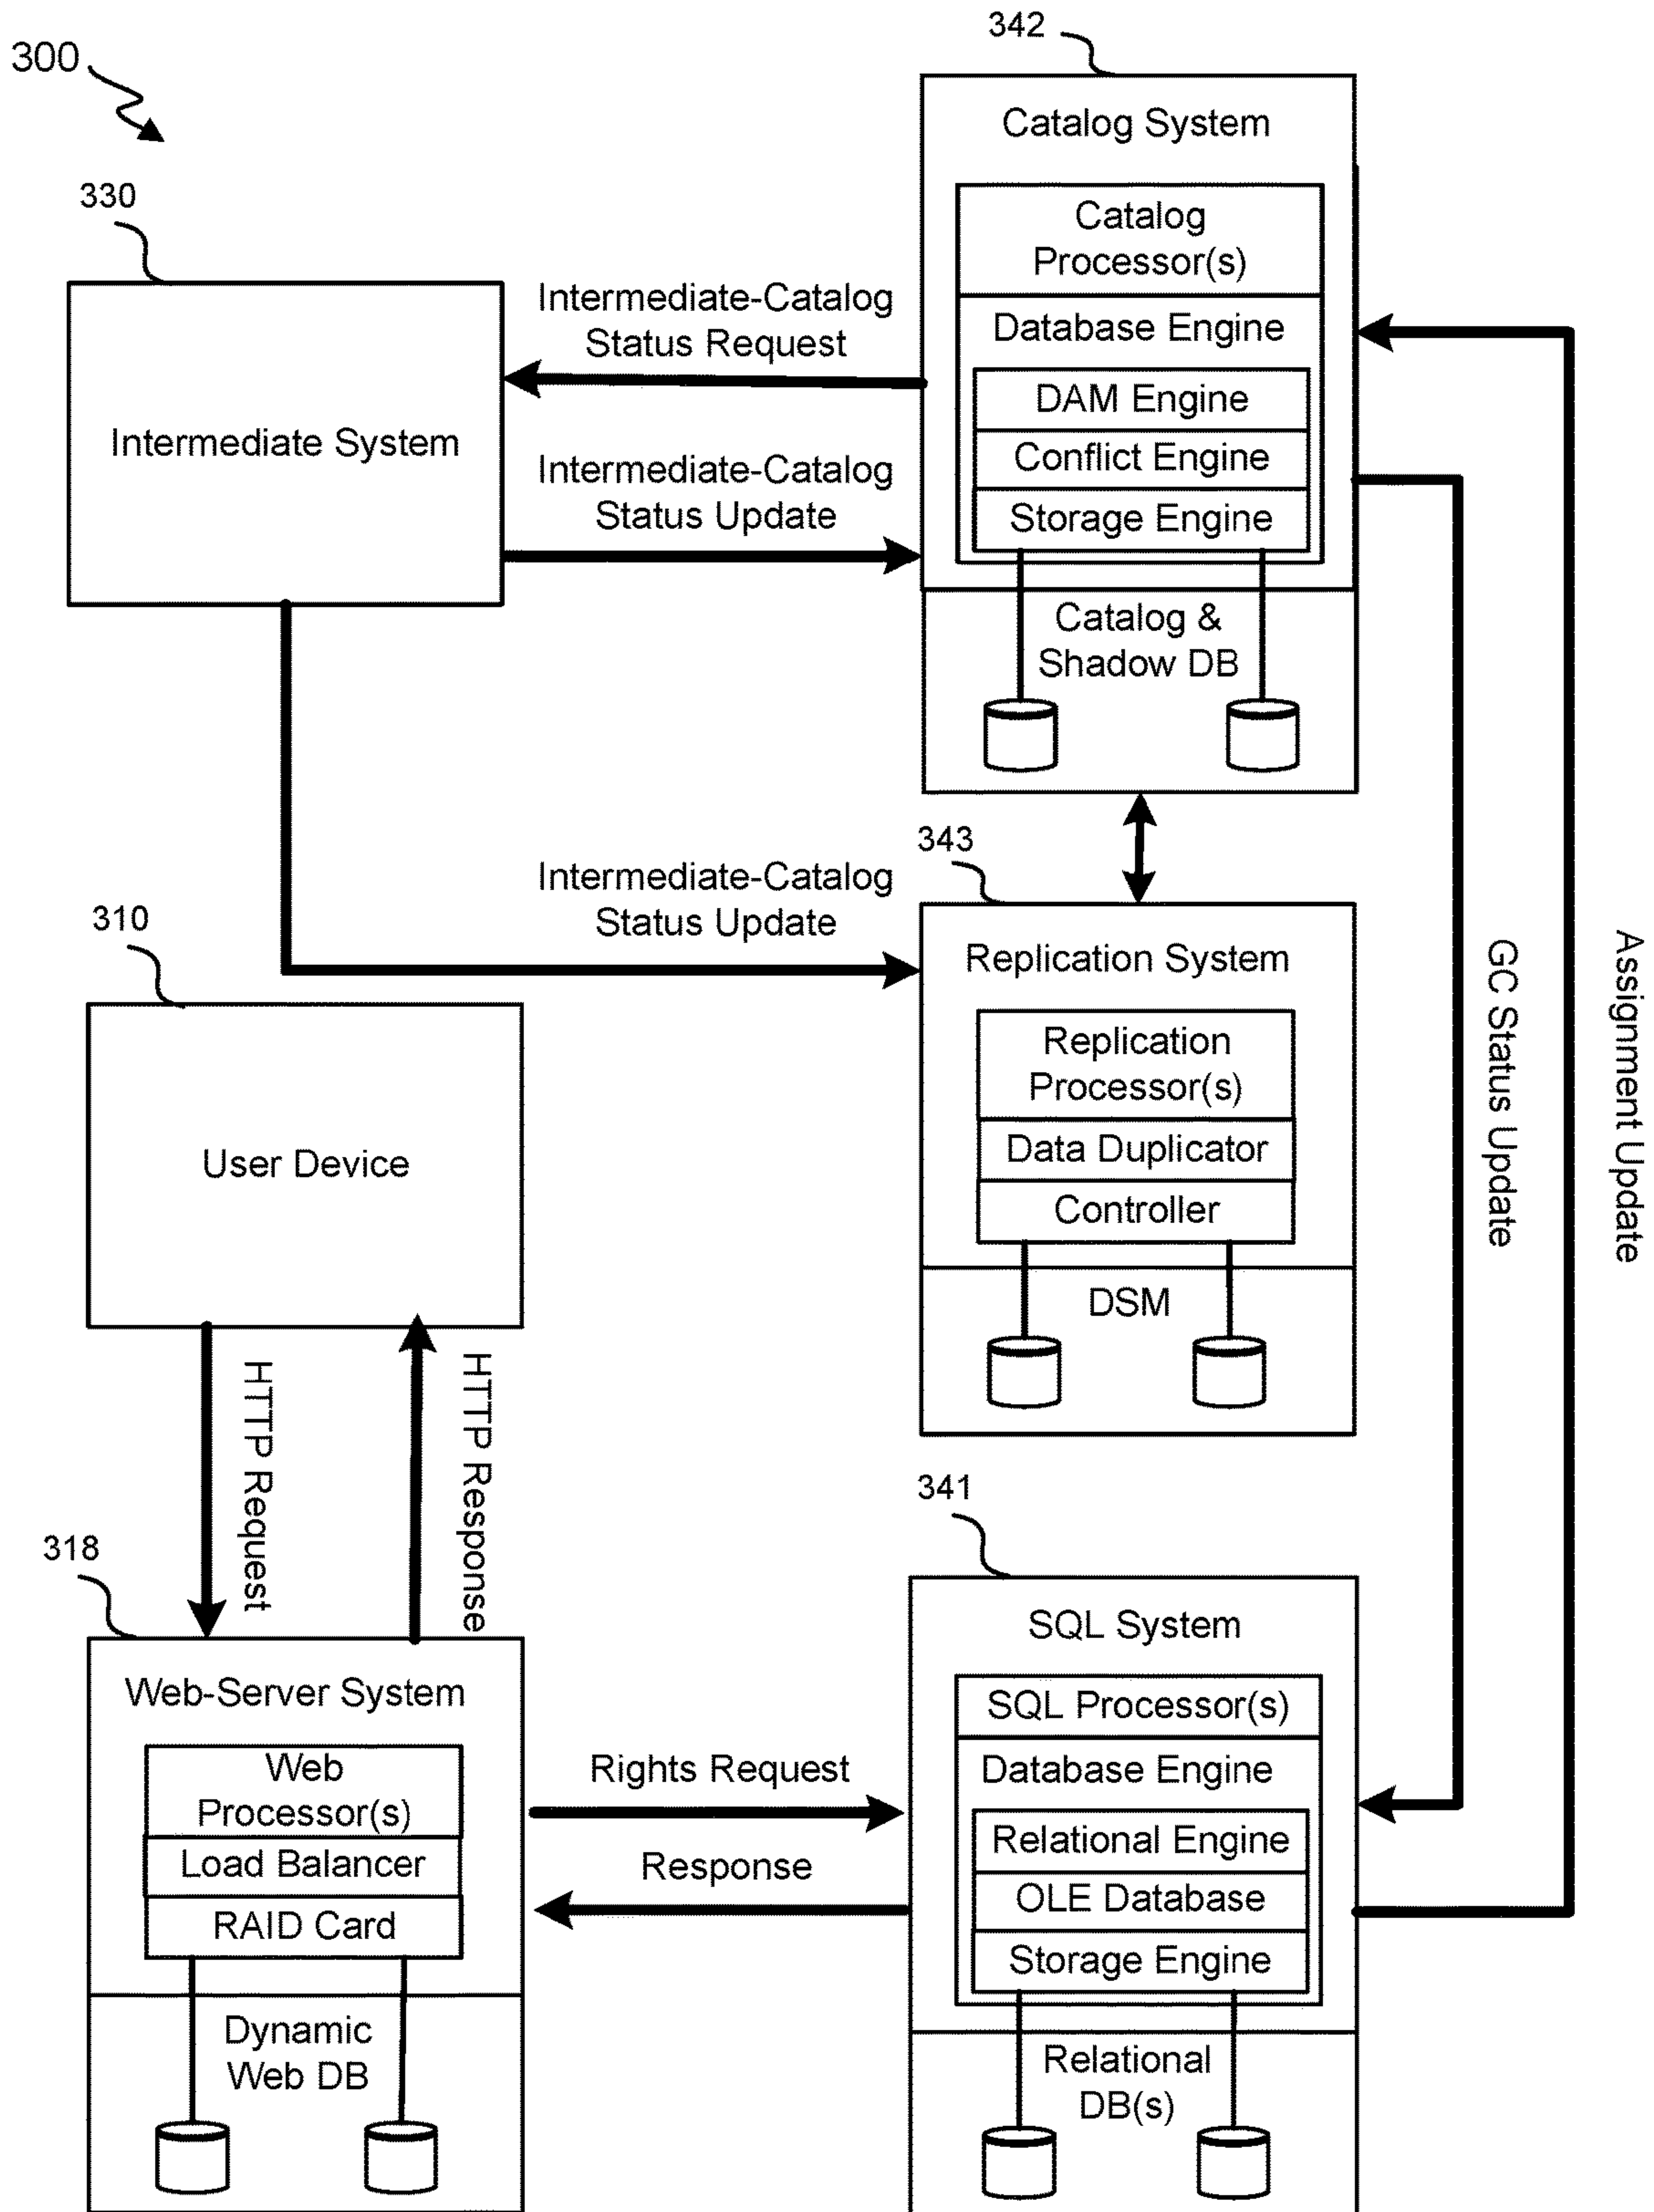 342
300
Catalog System
330
Catalog
Processor(s)
Intermediate-Catalog
Status Request
Database Engine
DAM Engine
Intermediate System
Conflict Engine
Intermediate-Catalog
Status Update
Storage Engine
Catalog &
Shadow DB
343
Intermediate-Catalog
Status Update
310
Replication System
GC Status Update
Assignment Update
Replication
Processor(s)
User Device
Data Duplicator
Controller
DSM
HTTP Request
HTTP Response
341
318
SQL System
Web-Server System
SQL Processor(s)
Web
Processor(s)
Rights Request
Database Engine
Relational Engine
Load Balancer
Response
OLE Database
RAID Card
Storage Engine
Dynamic
Web DB
Relational
DB(s)